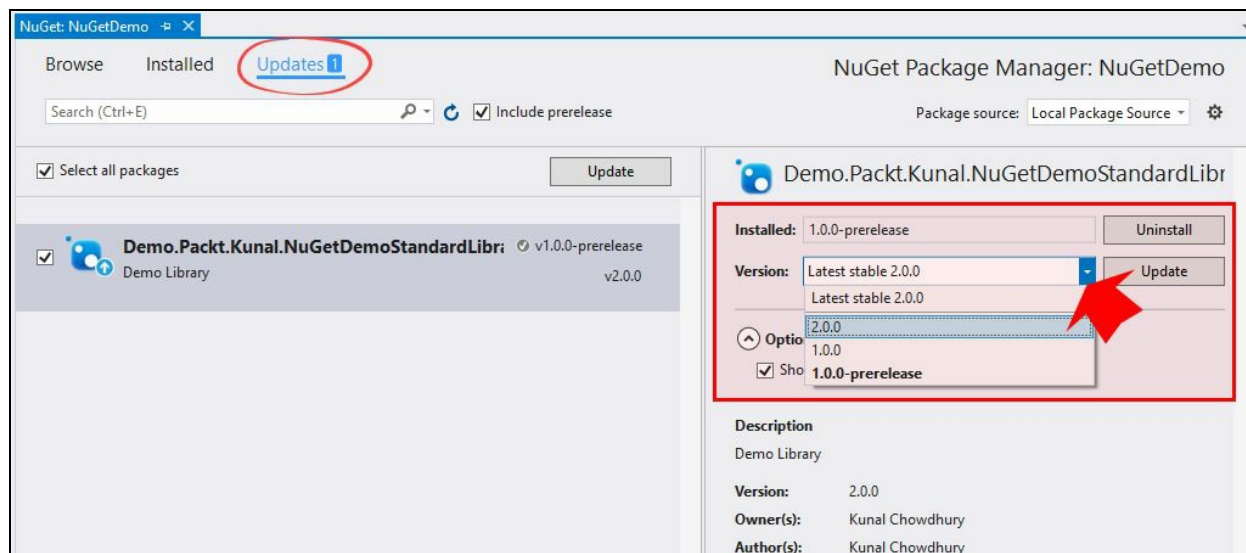 NuGet: NuGetDemo
Browse Installed Updates 1
NuGet Package Manager: NuGetDemo
Search (Ctrl+E) Include prerelease
Package source: Local Package Source
Select all packages Update
Demo.Packt.Kunal.NuGetDemoStandardLibr
Demo.Packt.Kunal.NuGetDemoStandardLibr v1.0.0-prerelease
Demo Library v2.0.0
Installed: 1.0.0-prerelease Uninstall
Version: Latest stable 2.0.0 Update
Latest stable 2.0.0
2.0.0
Optio
1.0.0
Sho 1.0.0-prerelease
Description
Demo Library
Version: 2.0.0
Owner(s): Kunal Chowdhury
Author(s): Kunal Chowdhury